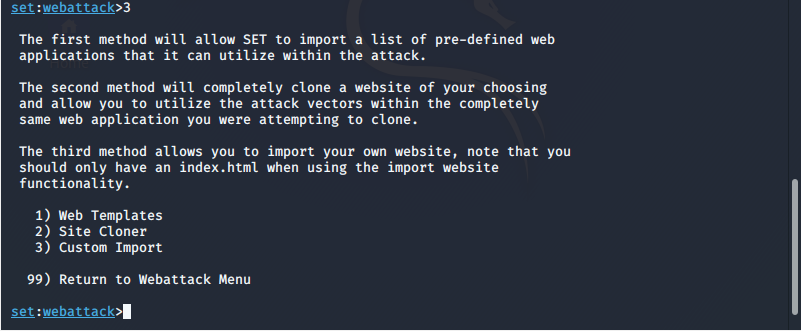 set:webattack>3
The first method will allow SET to import a list of pre-defined web
applications that it can utilize within the attack.
The second method will completely clone a website of your choosing
and allow you to utilize the attack vectors within the completely
same web application you were attempting to clone.
The third method allows you to import your own website, note that you
should only have an index.html when using the import website
functionality.
1) Web Templates
2) Site Cloner
3) Custom Import
99) Return to Webattack Menu
set:webattack>